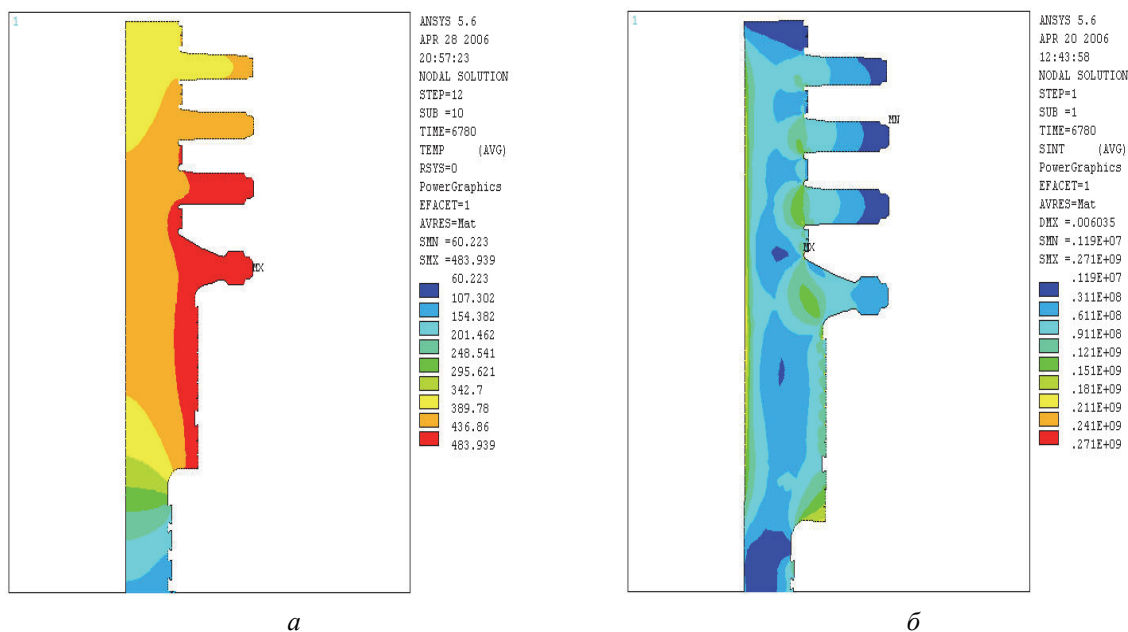 1
MX
ANSYS 5.6
APR 28 2006
20:57:23
NODAL SOLUTION
STEP=12
SUB =10
TIME=6780
TEMP (AVG)
RSYS=0
PowerGraphics
EFACET=1
AVRES=Mat
SMN =60.223
SMX =483.939
60.223
107.302
154.382
201.462
248.541
295.621
342.7
389.78
436.86
483.939
а
1
MN
MX
ANSYS 5.6
APR 20 2006
12:43:58
NODAL SOLUTION
STEP=1
SUB =1
TIME=6780
SINT (AVG)
PowerGraphics
EFACET=1
AVRES=Mat
DMX =.006035
SMN =.119E+07
SMX =.271E+09
.119E+07
.311E+08
.611E+08
.911E+08
.121E+09
.151E+09
.181E+09
.211E+09
.241E+09
.271E+09
б